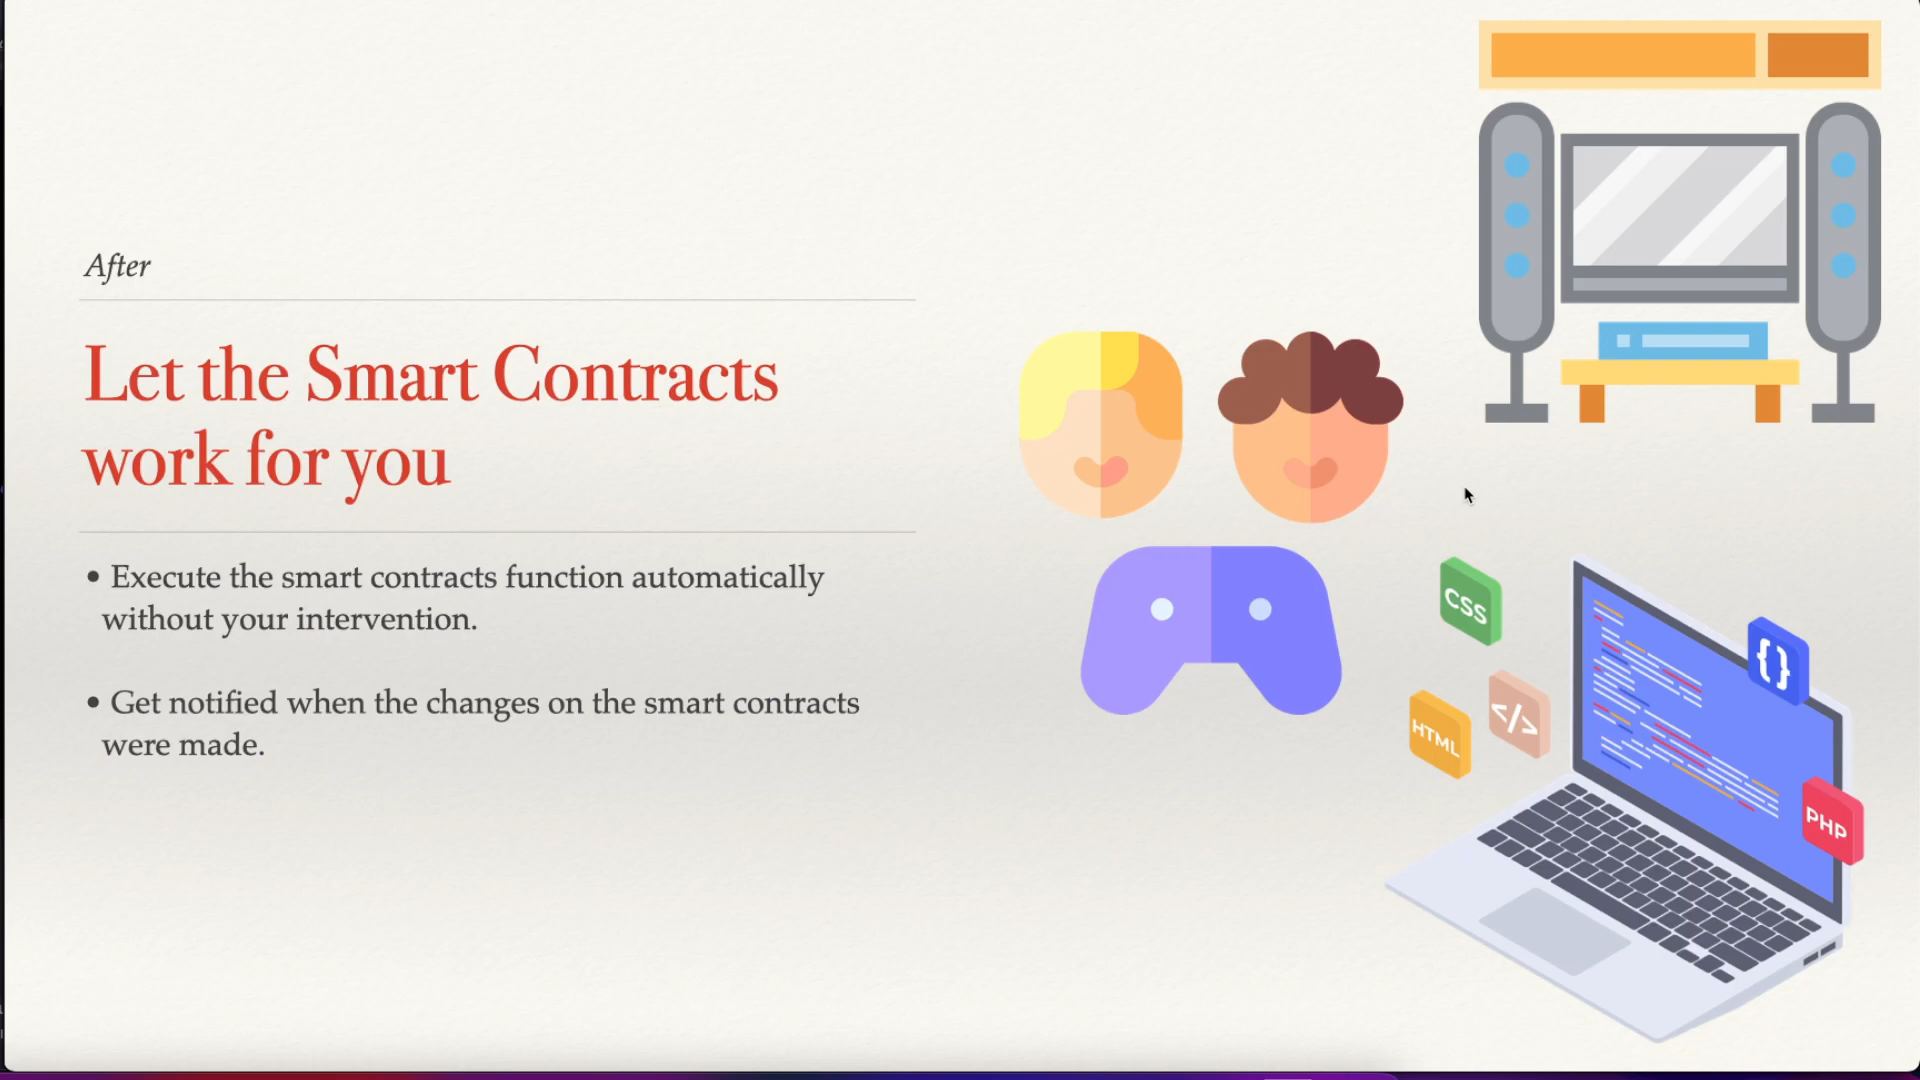 After
Let the Smart Contracts
work for you
• Execute the smart contracts function automatically
without your intervention.
• Get notified when the changes on the smart contracts
were made.
CSS
{}
</>
HTML
PHP